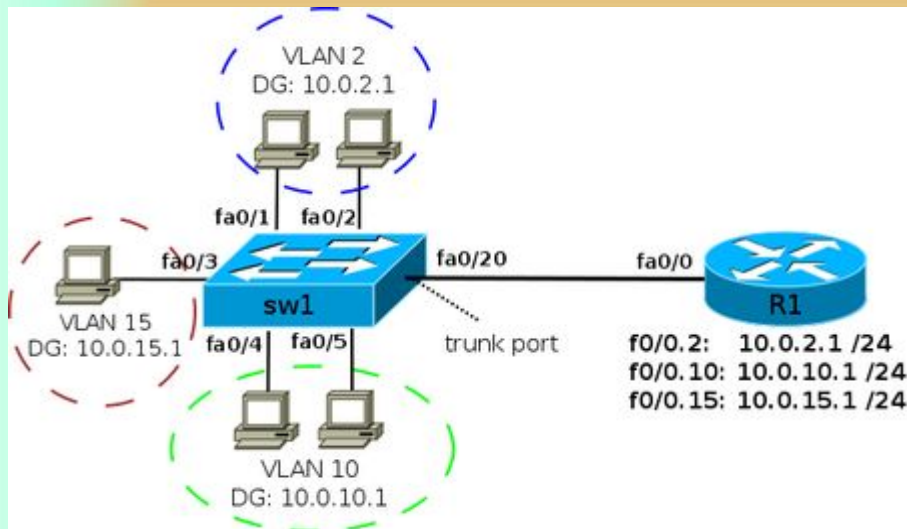 VLAN 2
DG: 10.0.2.1
fa0/1
fa0/2
fa0/3
fa0/20
fa0/0
sw1
R1
VLAN 15
DG: 10.0.15.1
fa0/4
fa0/5
trunk port
f0/0.2: 10.0.2.1 /24
f0/0.10: 10.0.10.1 /24
f0/0.15: 10.0.15.1 /24
VLAN 10
DG: 10.0.10.1